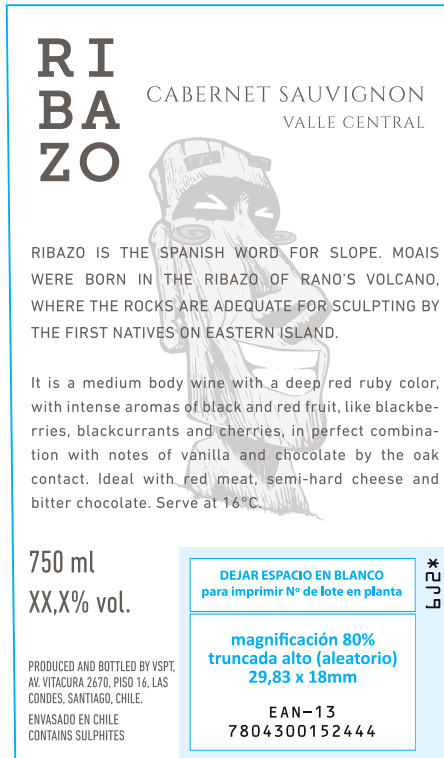 RI
BA
ZO
CABERNET SAUVIGNON
VALLE CENTRAL
RIBAZO IS THE SPANISH WORD FOR SLOPE. MOAIS
WERE BORN IN THE RIBAZO OF RANO'S VOLCANO,
WHERE THE ROCKS ARE ADEQUATE FOR SCULPTING BY
THE FIRST NATIVES ON EASTERN ISLAND.
It is a medium body wine with a deep red ruby color,
with intense aromas of black and red fruit, like blackbe-
rries, blackcurrants and cherries, in perfect combina-
tion with notes of vanilla and chocolate by the oak
contact. Ideal with red meat, semi-hard cheese and
bitter chocolate. Serve at 16°C.
750 ml
XX,X% vol.
PRODUCED AND BOTTLED BY VSPT,
AV. VITACURA 2670, PISO 16, LAS
CONDES, SANTIAGO, CHILE.
ENVASADO EN CHILE
CONTAINS SULPHITES
DEJAR ESPACIO EN BLANCO
para imprimir Nº de lote en planta
magnificación 80%
truncada alto (aleatorio)
29,83 x 18mm
EAN-13
7804300152444
6J2*